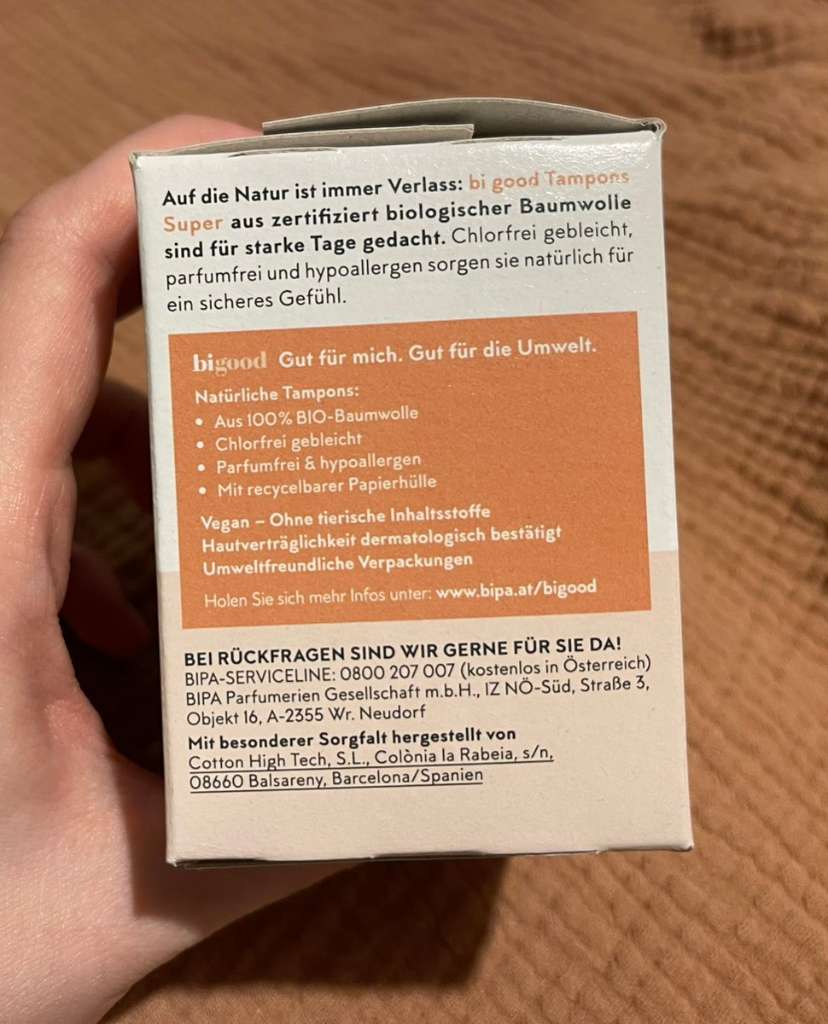 Auf die Natur ist immer Verlass: bi good Tampons
Super aus zertifiziert biologischer Baumwolle
sind für starke Tage gedacht. Chlorfrei gebleicht,
parfumfrei und hypoallergen sorgen sie natürlich für
ein sicheres Gefühl.
bigood Gut für mich. Gut für die Umwelt.
Natürliche Tampons:
• Aus 100% BIO-Baumwolle
• Chlorfrei gebleicht
• Parfumfrei & hypoallergen
• Mit recycelbarer Papierhülle
Vegan – Ohne tierische Inhaltsstoffe
Hautverträglichkeit dermatologisch bestätigt
Umweltfreundliche Verpackungen
Holen Sie sich mehr Infos unter: www.bipa.at/bigood
BEI RÜCKFRAGEN SIND WIR GERNE FÜR SIE DA!
BIPA-SERVICELINE: 0800 207 007 (kostenlos in Österreich)
BIPA Parfumerien Gesellschaft m.b.H., IZ NÖ-Süd, Straße 3,
Objekt 16, A-2355 Wr. Neudorf
Mit besonderer Sorgfalt hergestellt von
Cotton High Tech, S.L., Colònia la Rabeia, s/n,
08660 Balsareny, Barcelona/Spanien